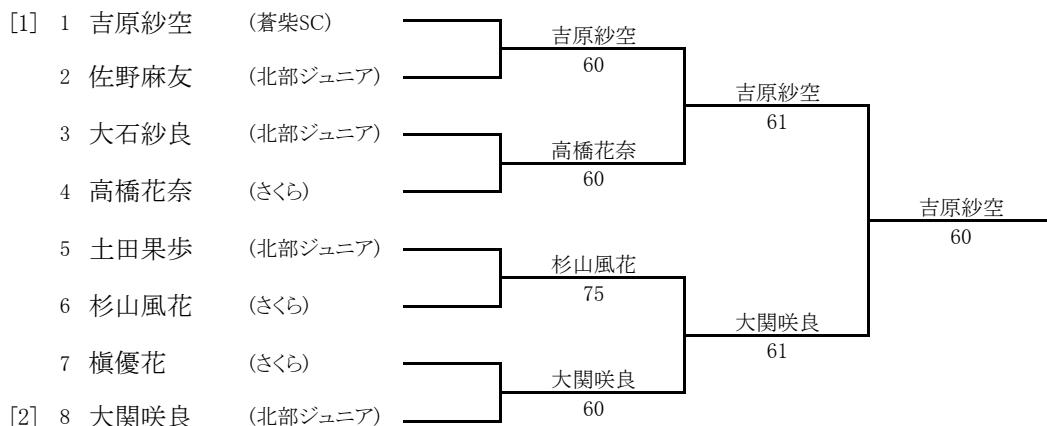 [1] 1 吉原紗空 (蒼柴SC)
吉原紗空
60
2 佐野麻友 (北部ジュニア)
吉原紗空
61
3 大石紗良 (北部ジュニア)
高橋花奈
60
4 高橋花奈 (さくら)
吉原紗空
60
5 土田果歩 (北部ジュニア)
杉山風花
75
6 杉山風花 (さくら)
大関咲良
61
7 槇優花 (さくら)
大関咲良
60
[2] 8 大関咲良 (北部ジュニア)